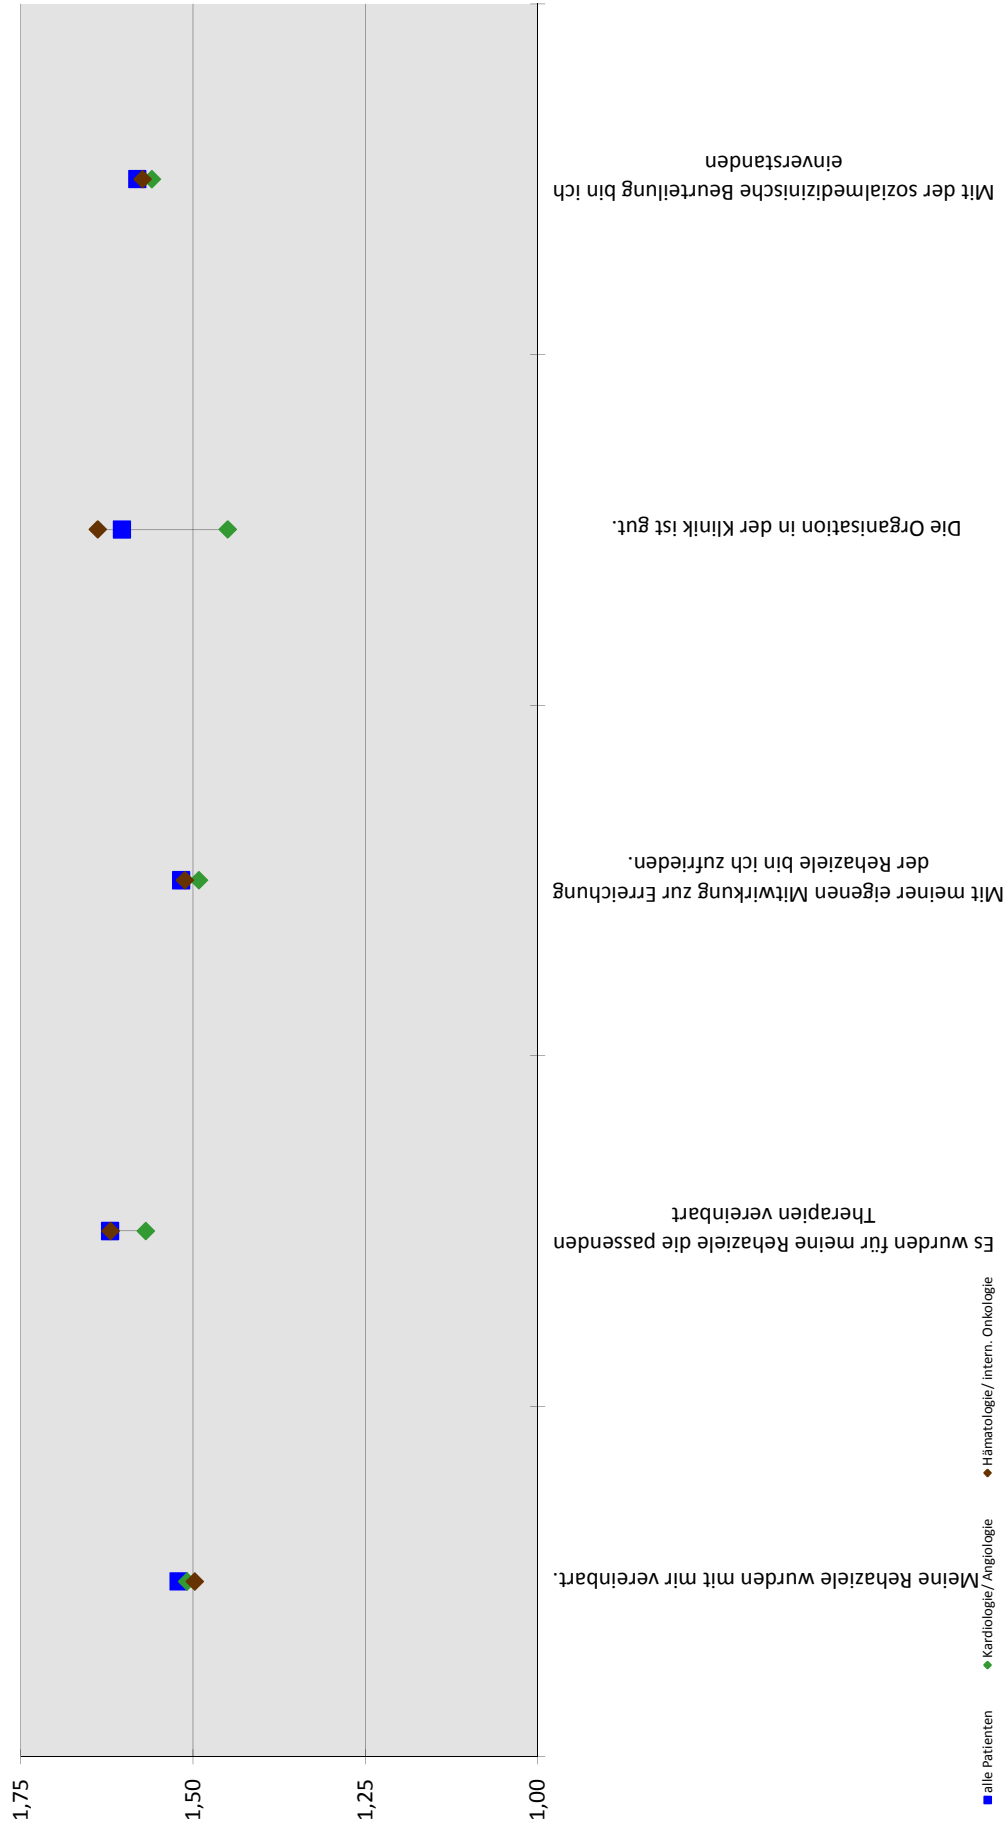 1,75
1,50
1,25
1,00
Meine Rehaziele wurden mit mir vereinbart.
Es wurden für meine Rehaziele die passenden
Therapien vereinbart
Mit meiner eigenen Mitwirkung zur Erreichung
der Rehaziele bin ich zufrieden.
Die Organisation in der Klinik ist gut.
Mit der sozialmedizinische Beurteilung bin ich
einverstanden
alle Patienten
Kardiologie/ Angiologie
Hämatologie/ intern. Onkologie